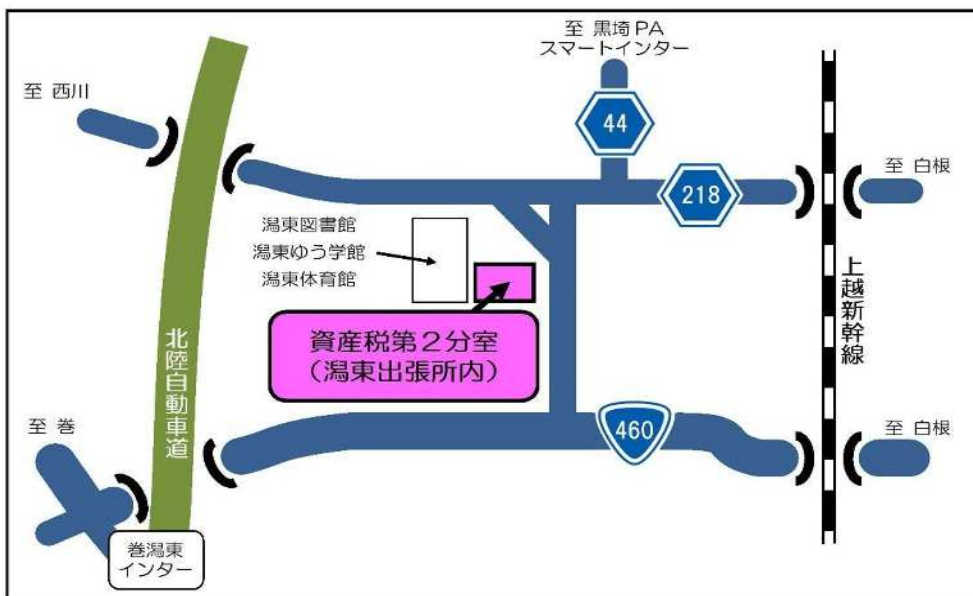 至 黒埼PA
スマートインター
至 西川
44
至 白根
218
潟東図書館
潟東ゆう学館
潟東体育館
上越新幹線
北陸自動車道
資産税第2分室
(潟東出張所内)
至 巻
460
至 白根
巻潟東
インター